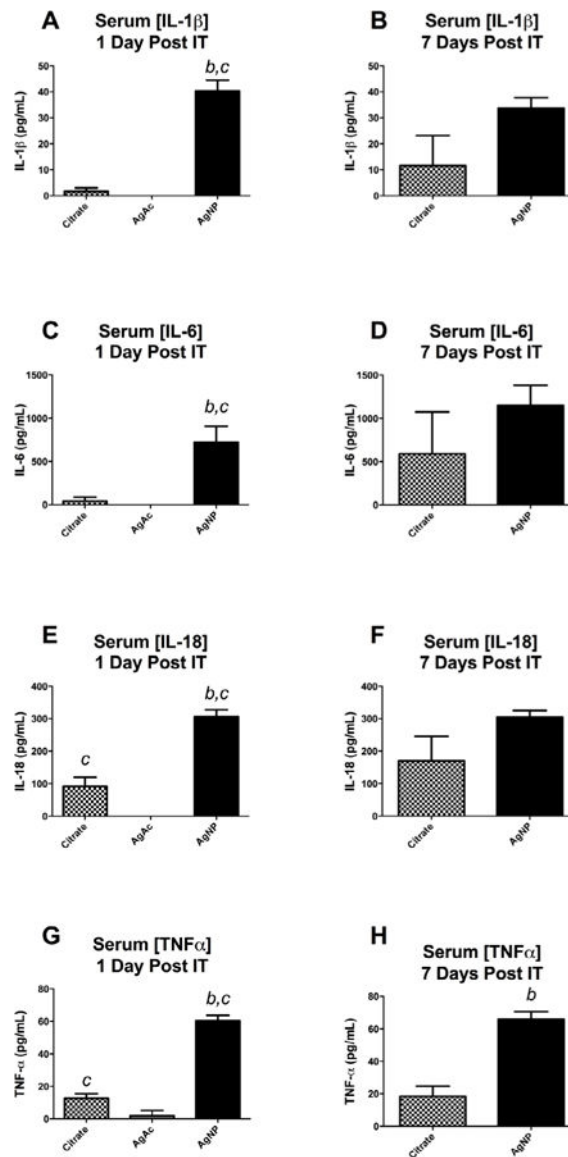 A Serum [IL-1β]
1 Day Post IT
b,c
IL-1β (pg/mL)
50
40
30
20
10
0
Citrate
AgAc
AgNP
B Serum [IL-1β]
7 Days Post IT
IL-1β (pg/mL)
50
40
30
20
10
0
Citrate
AgNP
C Serum [IL-6]
1 Day Post IT
b,c
IL-6 (pg/mL)
1500
1000
500
0
Citrate
AgAc
AgNP
D Serum [IL-6]
7 Days Post IT
IL-6 (pg/mL)
1500
1000
500
0
Citrate
AgNP
E Serum [IL-18]
1 Day Post IT
b,c
c
IL-18 (pg/mL)
400
300
200
100
0
Citrate
AgAc
AgNP
F Serum [IL-18]
7 Days Post IT
IL-18 (pg/mL)
400
300
200
100
0
Citrate
AgNP
G Serum [TNFα]
1 Day Post IT
b,c
c
TNF-α (pg/mL)
80
60
40
20
0
Citrate
AgAc
AgNP
H Serum [TNFα]
7 Days Post IT
b
TNF-α (pg/mL)
80
60
40
20
0
Citrate
AgNP